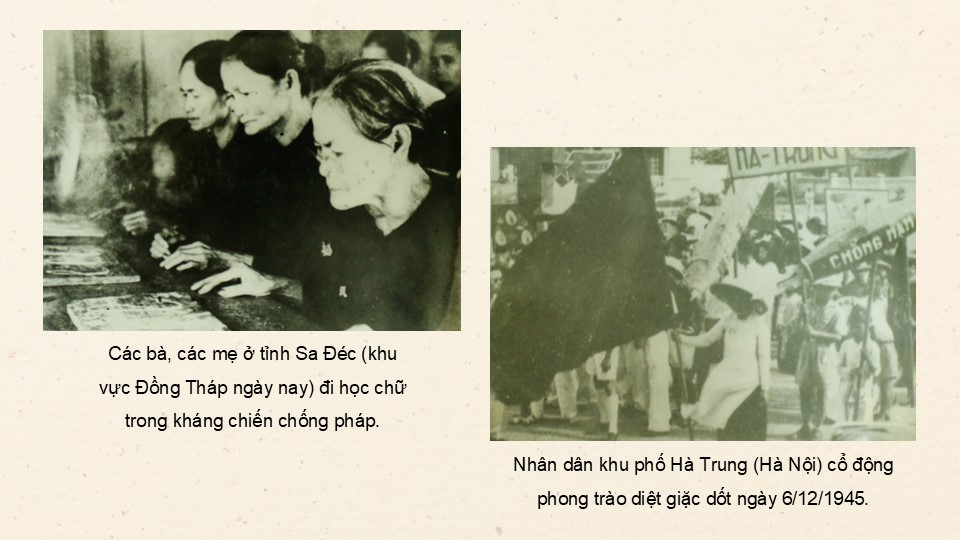 Các bà, các mẹ ở tỉnh Sa Đéc (khu
vực Đồng Tháp ngày nay) đi học chữ
trong kháng chiến chống pháp.
HÀ-TRUNG
CHỐNG NẠN
Nhân dân khu phố Hà Trung (Hà Nội) cổ động
phong trào diệt giặc dốt ngày 6/12/1945.